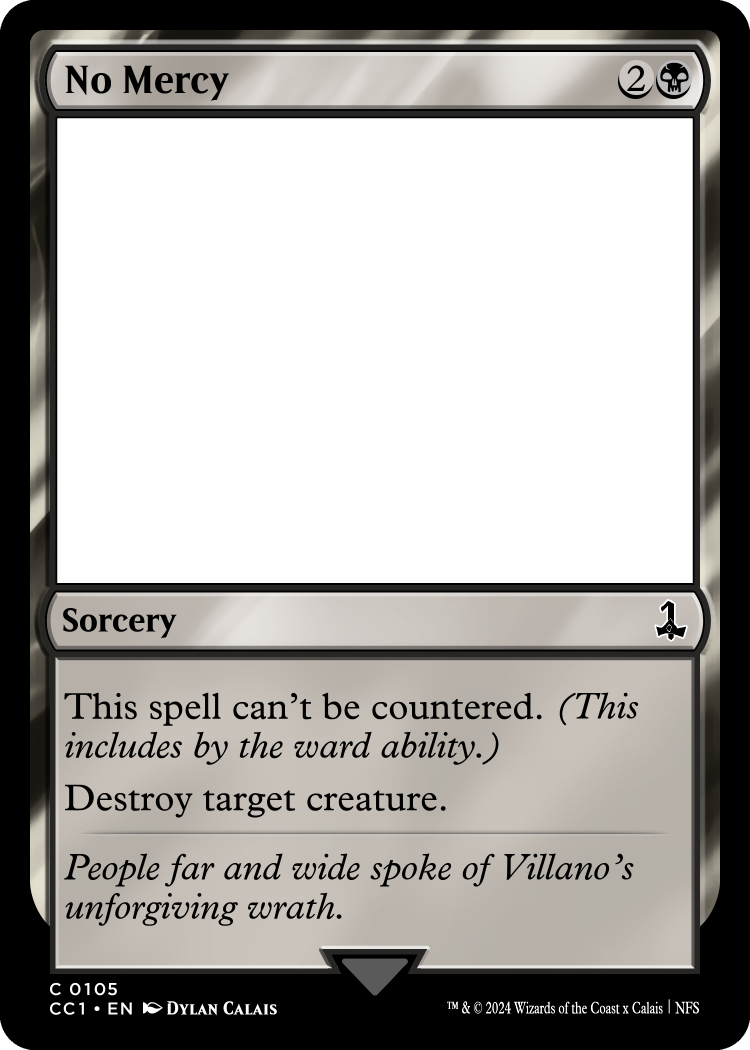 No Mercy 2
Sorcery
This spell can't be countered. (This
includes by the ward ability.)
Destroy target creature.
People far and wide spoke of Villano's
unforgiving wrath.
C 0105
CC1 • EN Dylan Calais
™ & © 2024 Wizards of the Coast x Calais | NFS